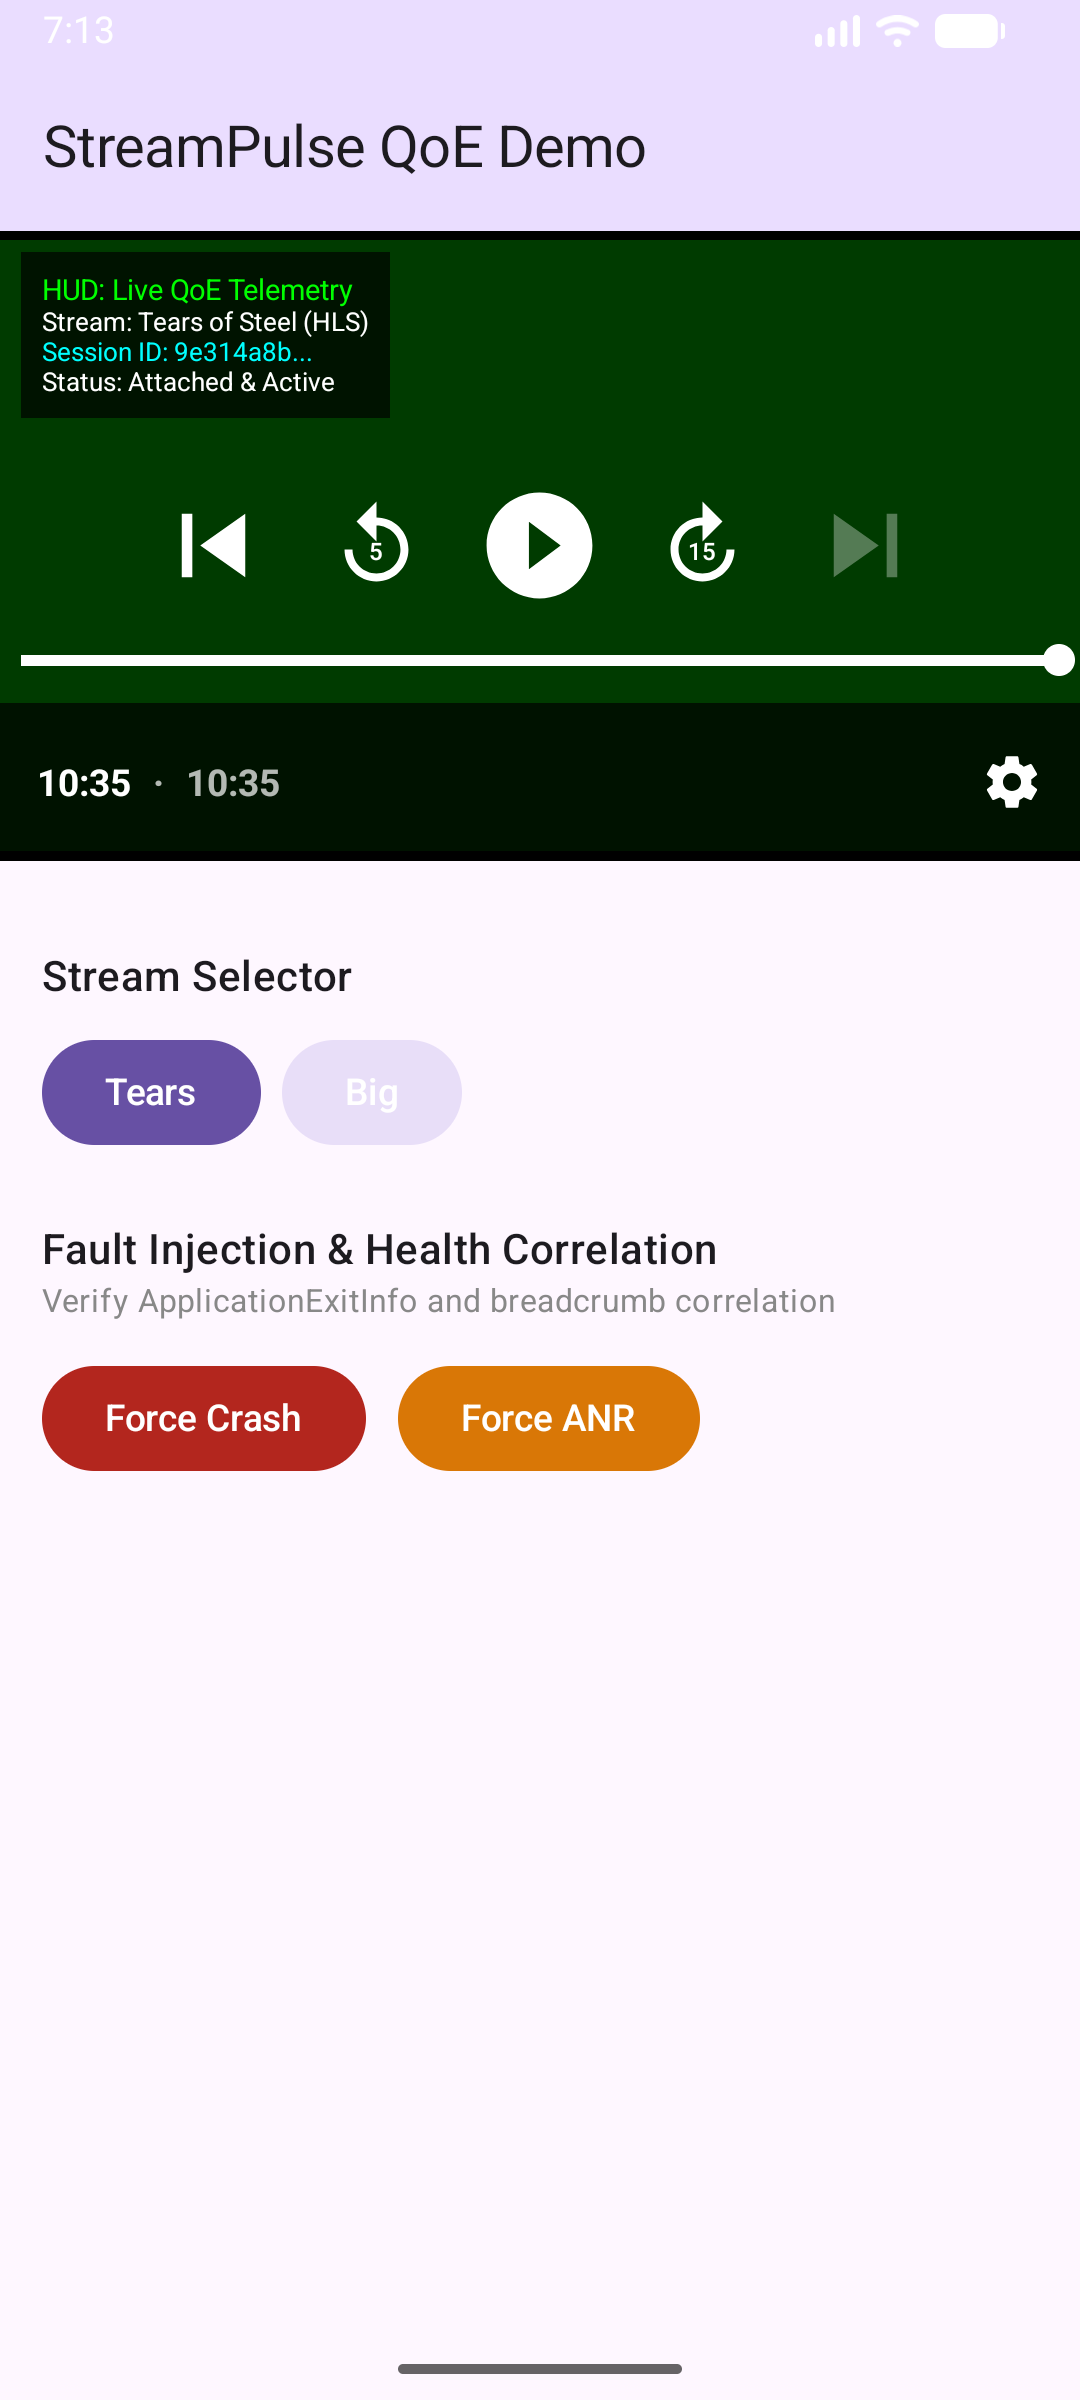 7:13
StreamPulse QoE Demo
HUD: Live QoE Telemetry
Stream: Tears of Steel (HLS)
Session ID: 9e314a8b...
Status: Attached & Active
5
15
10:35 · 10:35
Stream Selector
Tears
Big
Fault Injection & Health Correlation
Verify ApplicationExitInfo and breadcrumb correlation
Force Crash
Force ANR